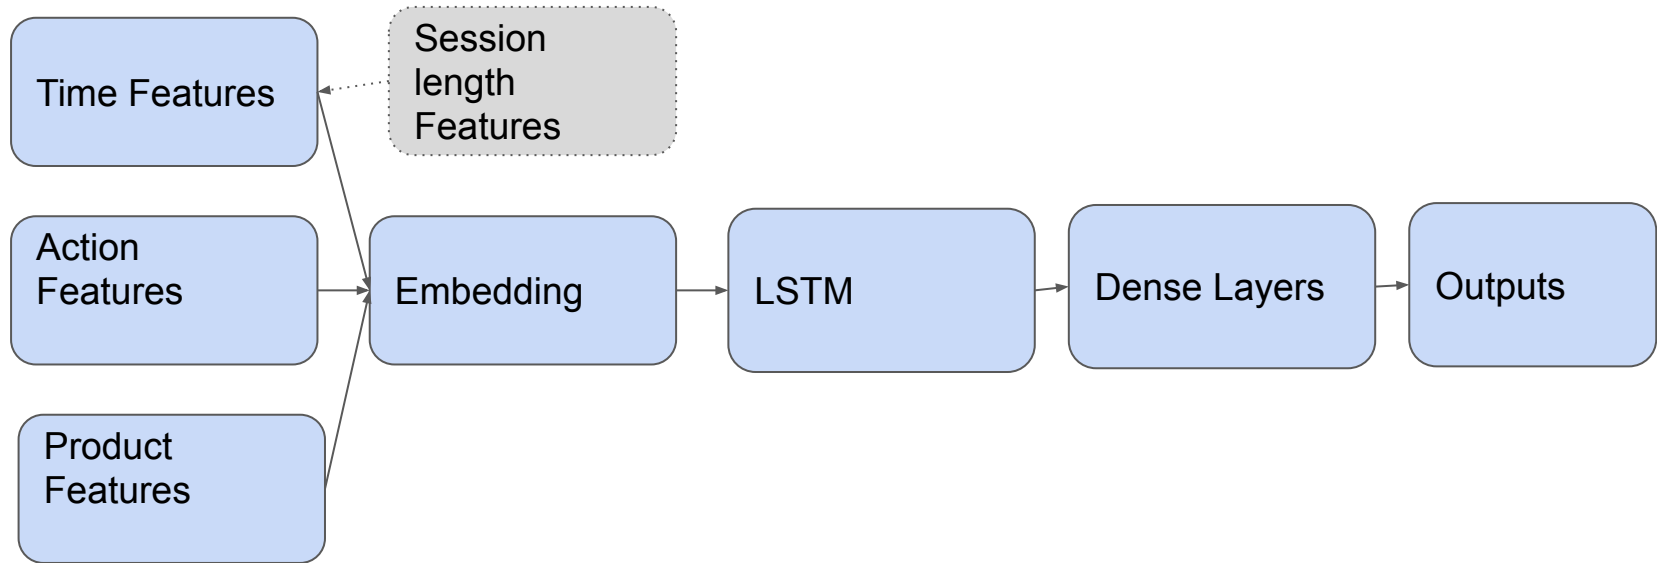 Time Features
Session
length
Features
Action
Features
Embedding
LSTM
Dense Layers
Outputs
Product
Features